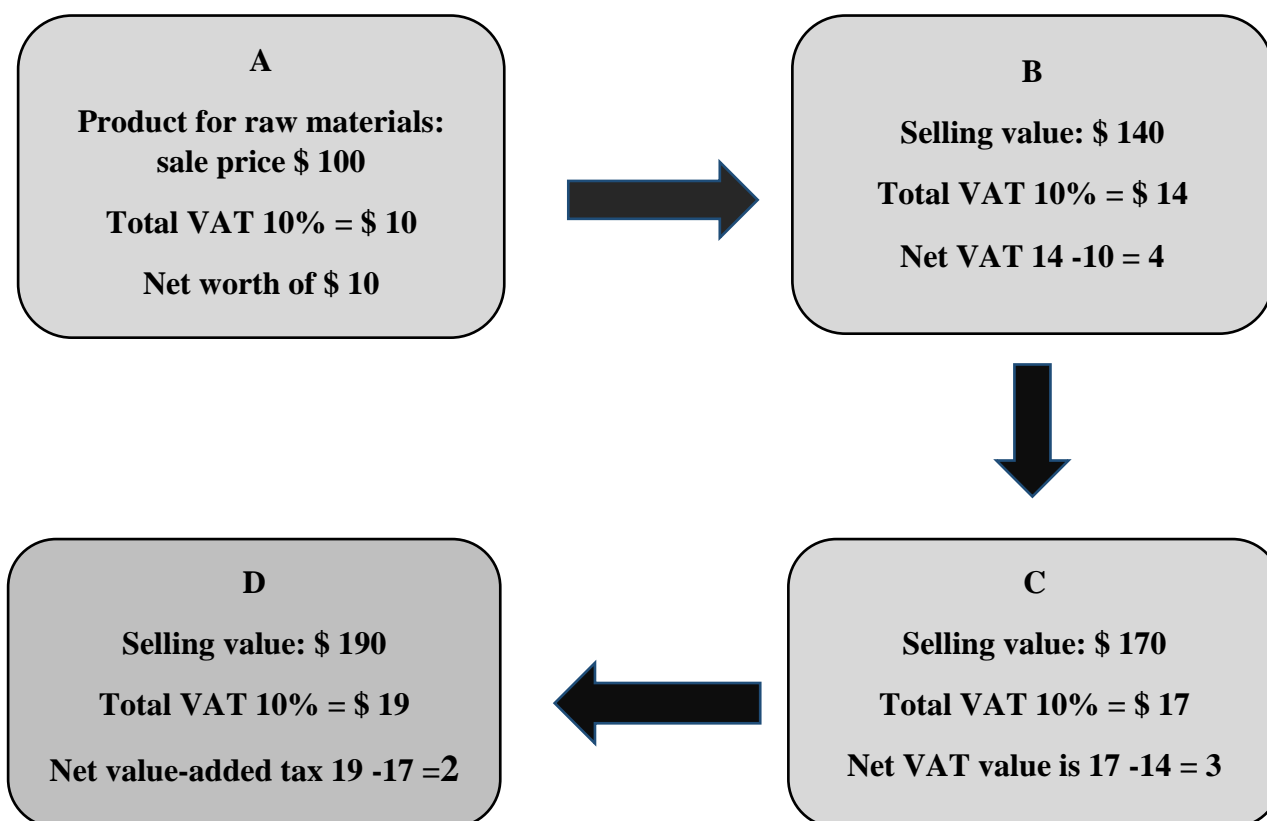 A
Product for raw materials:
sale price $ 100
Total VAT 10% = $ 10
Net worth of $ 10
B
Selling value: $ 140
Total VAT 10% = $ 14
Net VAT 14 -10 = 4
C
Selling value: $ 170
Total VAT 10% = $ 17
Net VAT value is 17 -14 = 3
D
Selling value: $ 190
Total VAT 10% = $ 19
Net value-added tax 19 -17 =2